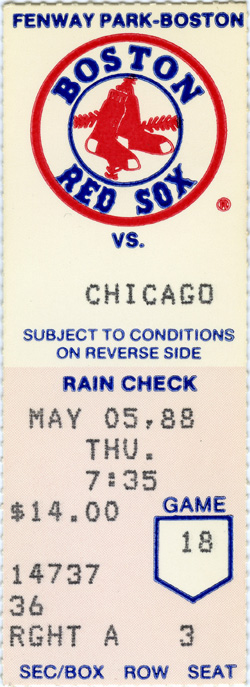 FENWAY PARK-BOSTON
BOSTON
RED SOX
®
VS.
CHICAGO
SUBJECT TO CONDITIONS
ON REVERSE SIDE
RAIN CHECK
MAY 05,88
THU.
7:35
$14.00
GAME
18
14737
36
RGHT A 3
SEC/BOX ROW SEAT